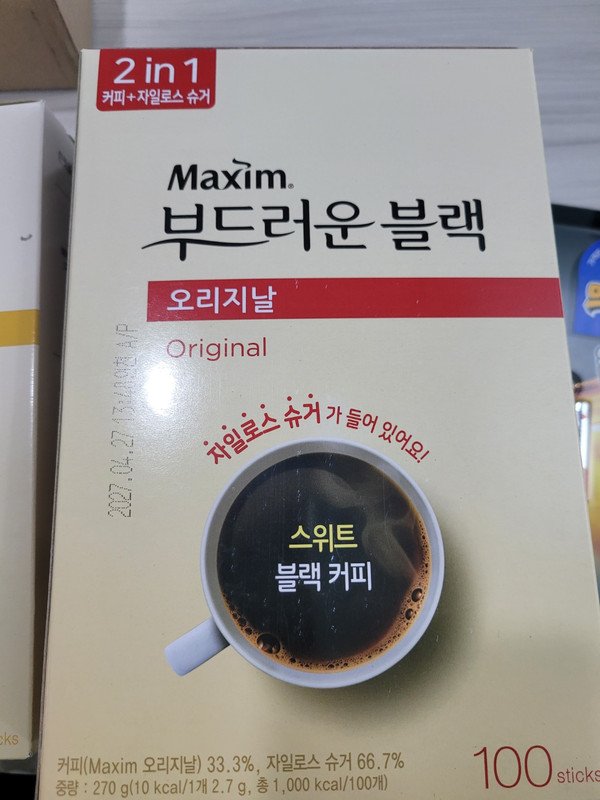 2 in 1
커피+자일로스 슈거
Maxim
부드러운 블랙
오리지날
Original
자일로스 슈거가 들어 있어요!
스위트
블랙 커피
커피(Maxim 오리지날) 33.3%, 자일로스 슈거 66.7%
중량 : 270 g(10 kcal/1개 2.7 g, 총 1,000 kcal/100개)
100 sticks
2027.04.27
A/P
cks